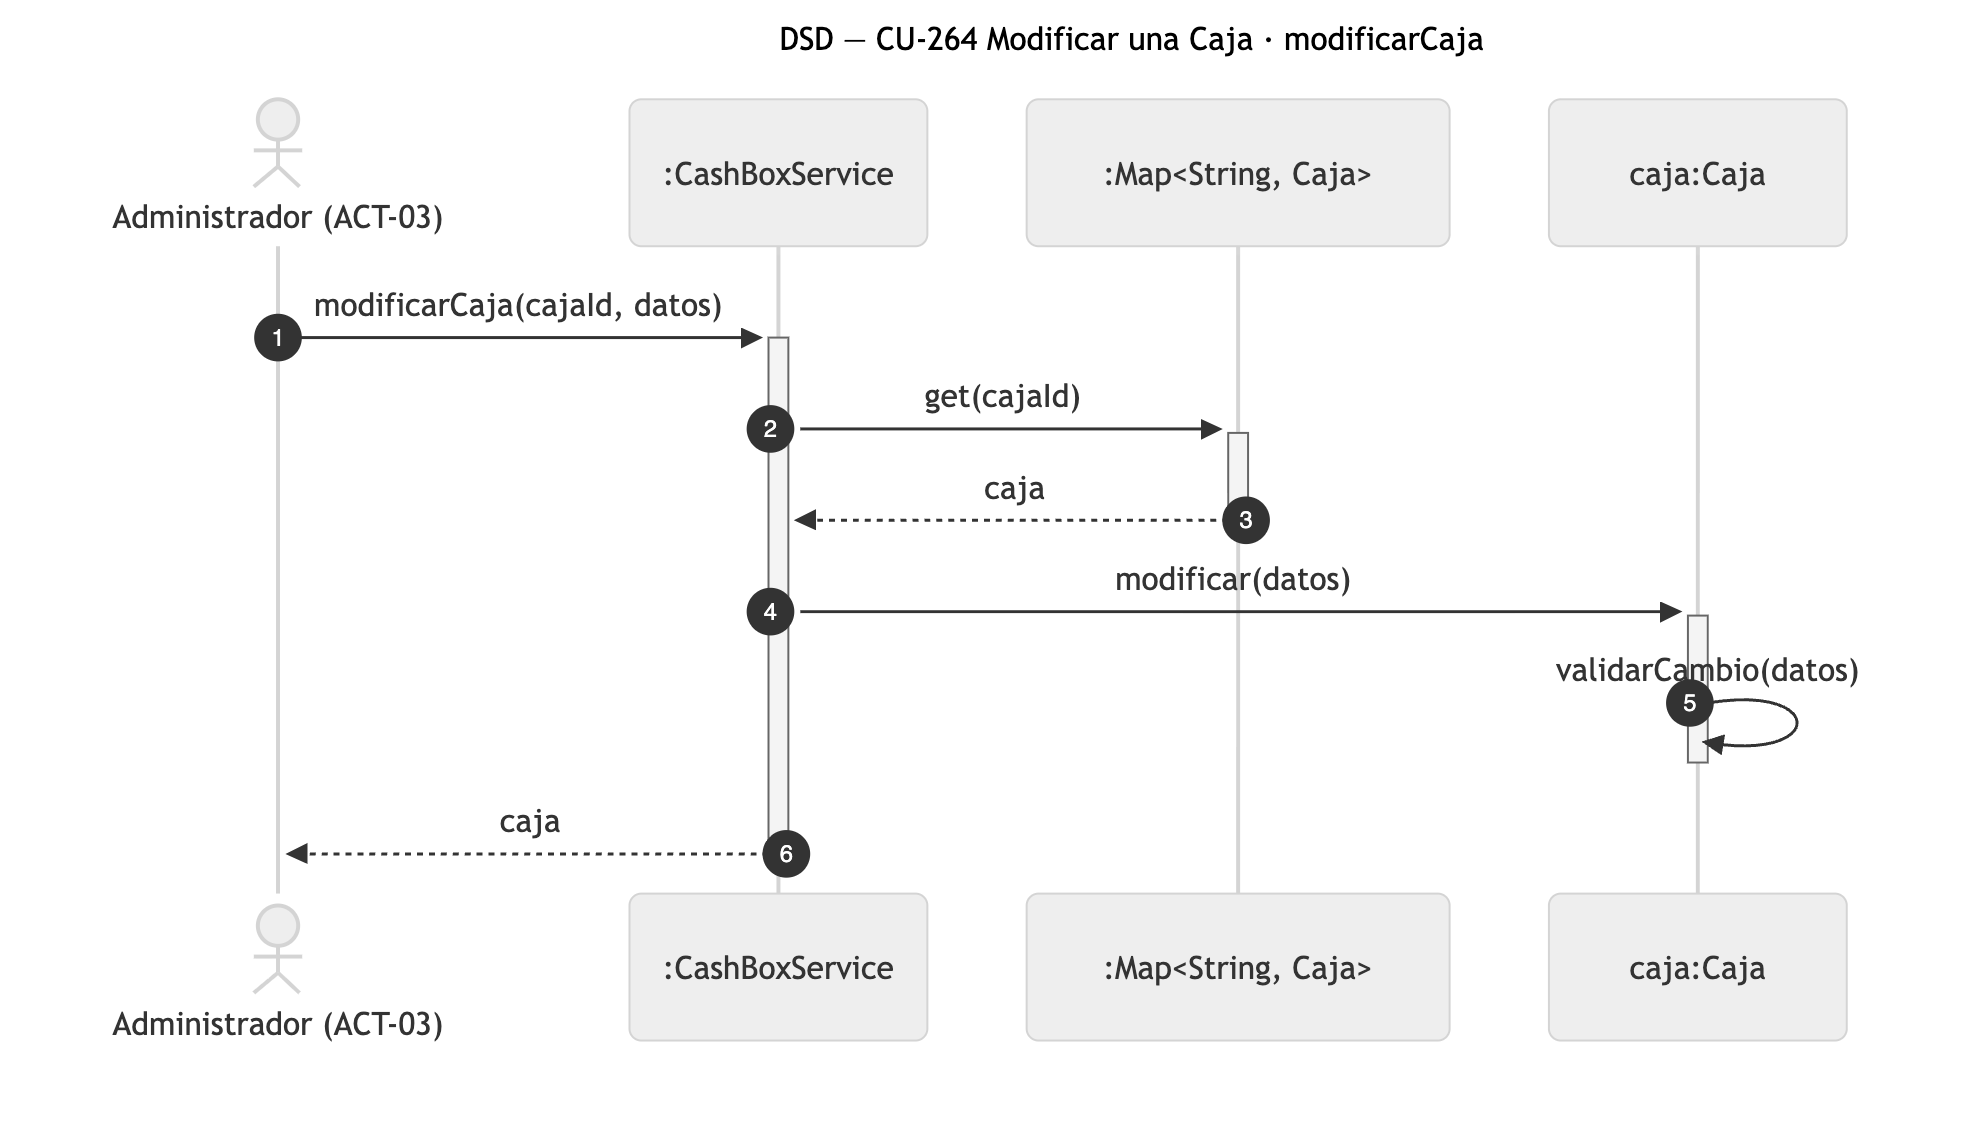 DSD — CU-264 Modificar una Caja · modificarCaja
Administrador (ACT-03)
:CashBoxService
:Map<String, Caja>
caja:Caja
modificarCaja(cajaId, datos)
1
get(cajaId)
2
caja
3
modificar(datos)
4
validarCambio(datos)
5
caja
6
Administrador (ACT-03)
:CashBoxService
:Map<String, Caja>
caja:Caja